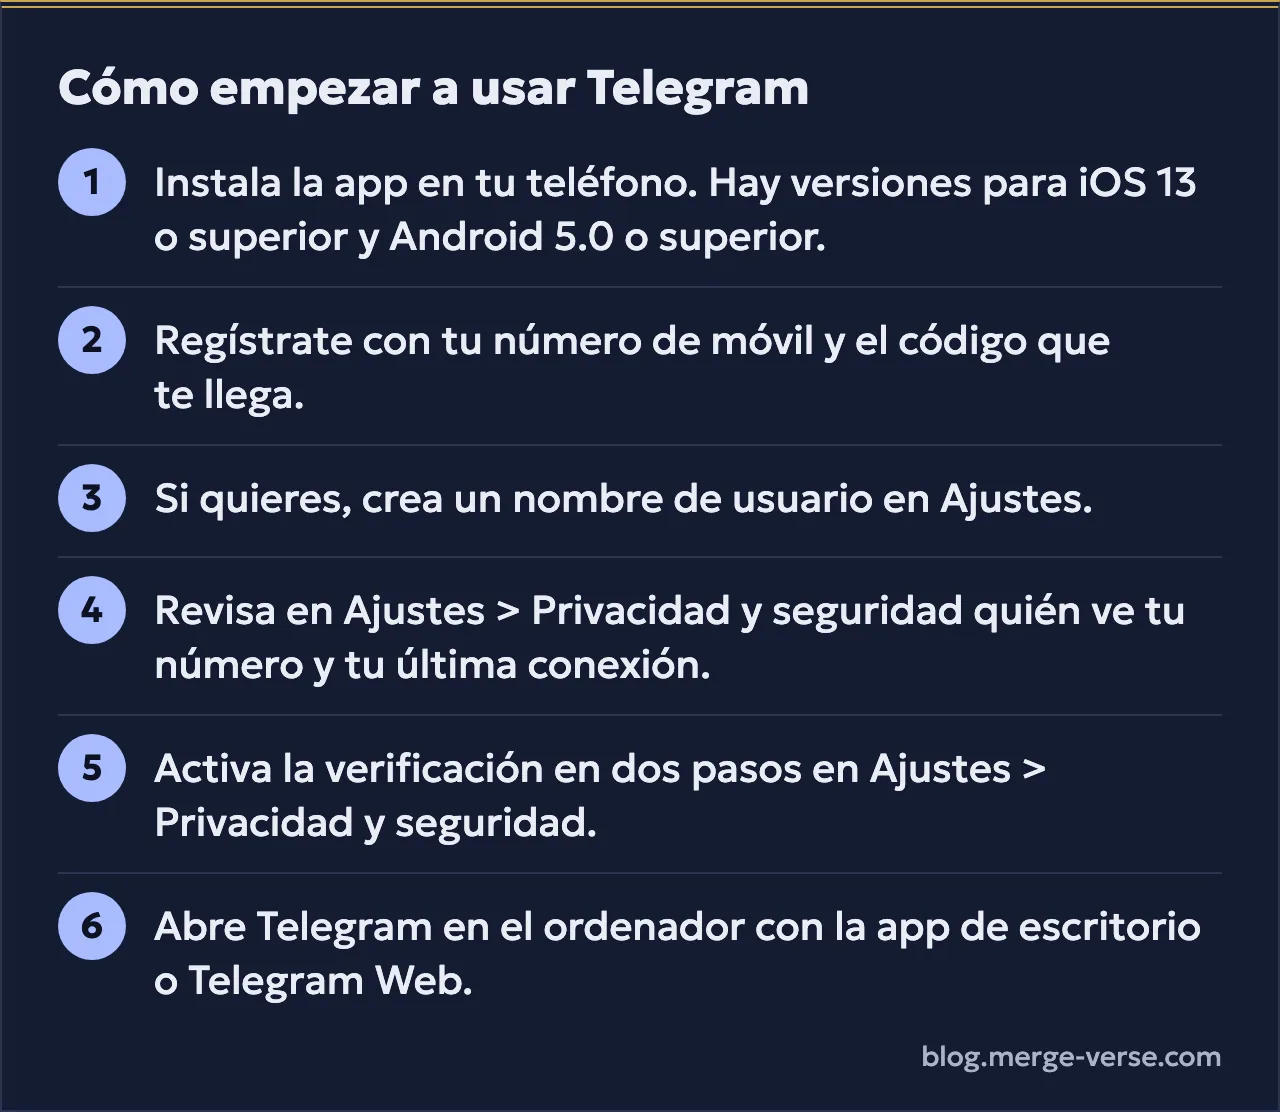 Cómo empezar a usar Telegram
1
Instala la app en tu teléfono. Hay versiones para iOS 13
o superior y Android 5.0 o superior.
2
Regístrate con tu número de móvil y el código que
te llega.
3
Si quieres, crea un nombre de usuario en Ajustes.
4
Revisa en Ajustes > Privacidad y seguridad quién ve tu
número y tu última conexión.
5
Activa la verificación en dos pasos en Ajustes >
Privacidad y seguridad.
6
Abre Telegram en el ordenador con la app de escritorio
o Telegram Web.
blog.merge-verse.com